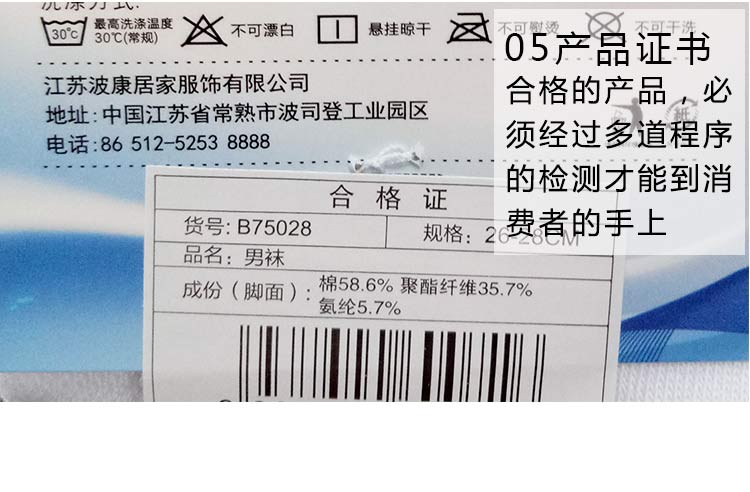 洗涤方式:
30°C
最高洗涤温度
30℃(常规)
不可漂白
悬挂晾干
不可熨烫
不可干洗
江苏波康居家服饰有限公司
地址: 中国江苏省常熟市波司登工业园区
电话: 86 512-5253 8888
05产品证书
合格的产品，必
须经过多道程序
的检测才能到消
费者的手上
合格证
货号: B75028
规格: 26-28CM
品名: 男袜
成份(脚面): 棉58.6% 聚酯纤维35.7%
氨纶5.7%